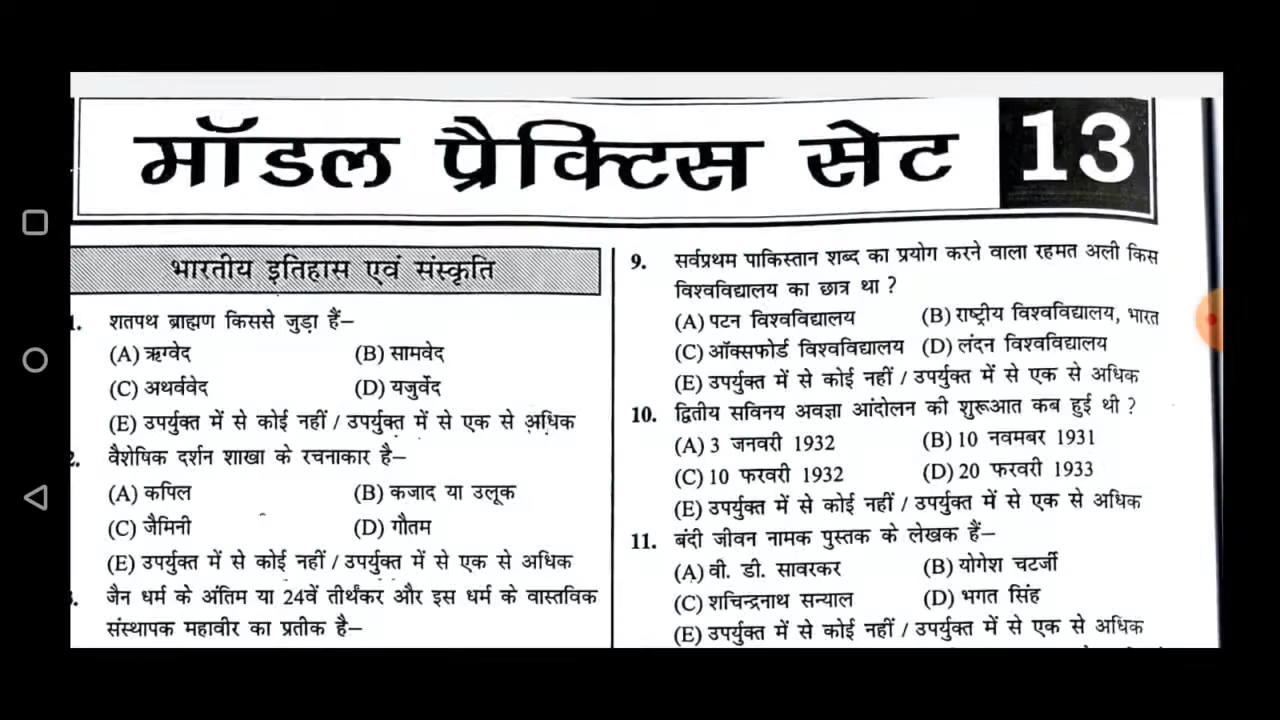 मॉडल प्रैक्टिस सेट 13
भारतीय इतिहास एवं संस्कृति
1. शतपथ ब्राह्मण किससे जुड़ा हैं–
(A) ऋग्वेद (B) सामवेद
(C) अथर्ववेद (D) यजुर्वेद
(E) उपर्युक्त में से कोई नहीं / उपर्युक्त में से एक से अधिक
2. वैशेषिक दर्शन शाखा के रचनाकार है–
(A) कपिल (B) कजाद या उलूक
(C) जैमिनी (D) गौतम
(E) उपर्युक्त में से कोई नहीं / उपर्युक्त में से एक से अधिक
जैन धर्म के अंतिम या 24वें तीर्थंकर और इस धर्म के वास्तविक
संस्थापक महावीर का प्रतीक है–
9. सर्वप्रथम पाकिस्तान शब्द का प्रयोग करने वाला रहमत अली किस
विश्वविद्यालय का छात्र था ?
(A) पटन विश्वविद्यालय (B) राष्ट्रीय विश्वविद्यालय, भारत
(C) ऑक्सफोर्ड विश्वविद्यालय (D) लंदन विश्वविद्यालय
(E) उपर्युक्त में से कोई नहीं / उपर्युक्त में से एक से अधिक
10. द्वितीय सविनय अवज्ञा आंदोलन की शुरूआत कब हुई थी ?
(A) 3 जनवरी 1932 (B) 10 नवमबर 1931
(C) 10 फरवरी 1932 (D) 20 फरवरी 1933
(E) उपर्युक्त में से कोई नहीं / उपर्युक्त में से एक से अधिक
11. बंदी जीवन नामक पुस्तक के लेखक हैं–
(A) वी. डी. सावरकर (B) योगेश चटर्जी
(C) शचिन्द्रनाथ सन्याल (D) भगत सिंह
(E) उपर्युक्त में से कोई नहीं / उपर्युक्त में से एक से अधिक